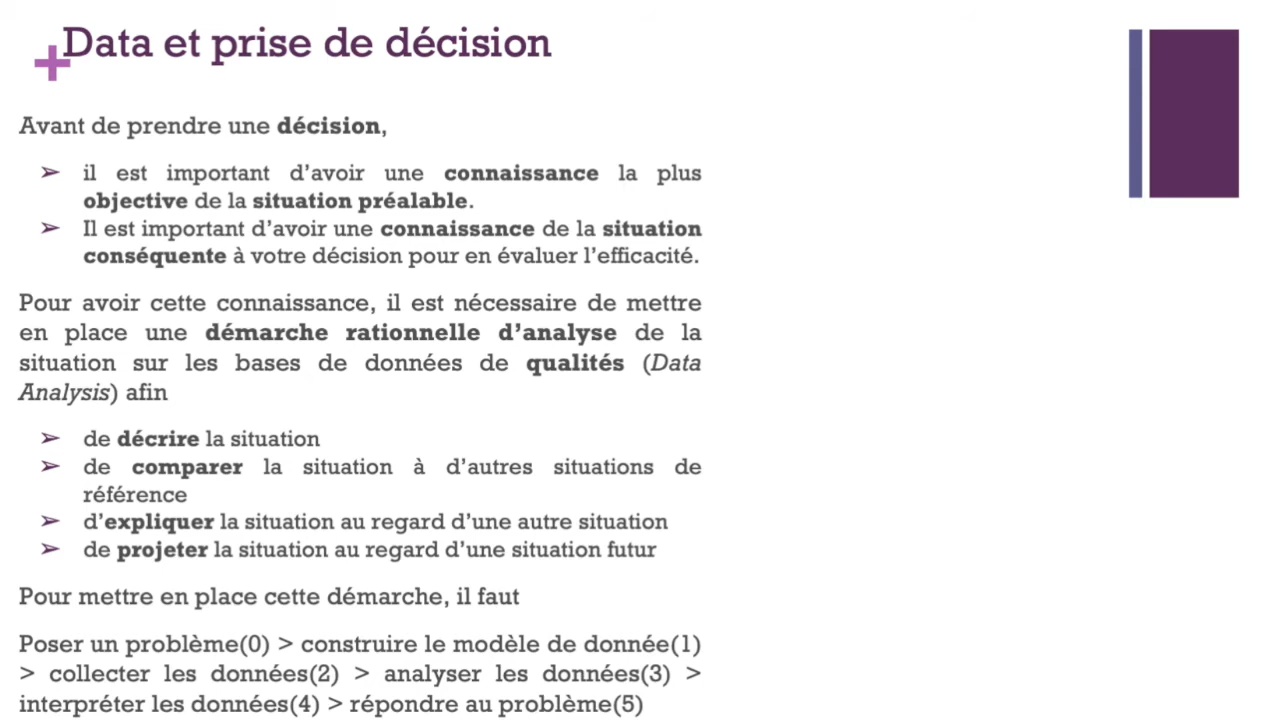 Data et prise de décision
+
Avant de prendre une décision,
➢ il est important d’avoir une connaissance la plus
objective de la situation préalable.
➢ Il est important d’avoir une connaissance de la situation
conséquente à votre décision pour en évaluer l’efficacité.
Pour avoir cette connaissance, il est nécessaire de mettre
en place une démarche rationnelle d’analyse de la
situation sur les bases de données de qualités (Data
Analysis) afin
➢ de décrire la situation
➢ de comparer la situation à d’autres situations de
référence
➢ d’expliquer la situation au regard d’une autre situation
➢ de projeter la situation au regard d’une situation futur
Pour mettre en place cette démarche, il faut
Poser un problème(0) > construire le modèle de donnée(1)
> collecter les données(2) > analyser les données(3) >
interpréter les données(4) > répondre au problème(5)